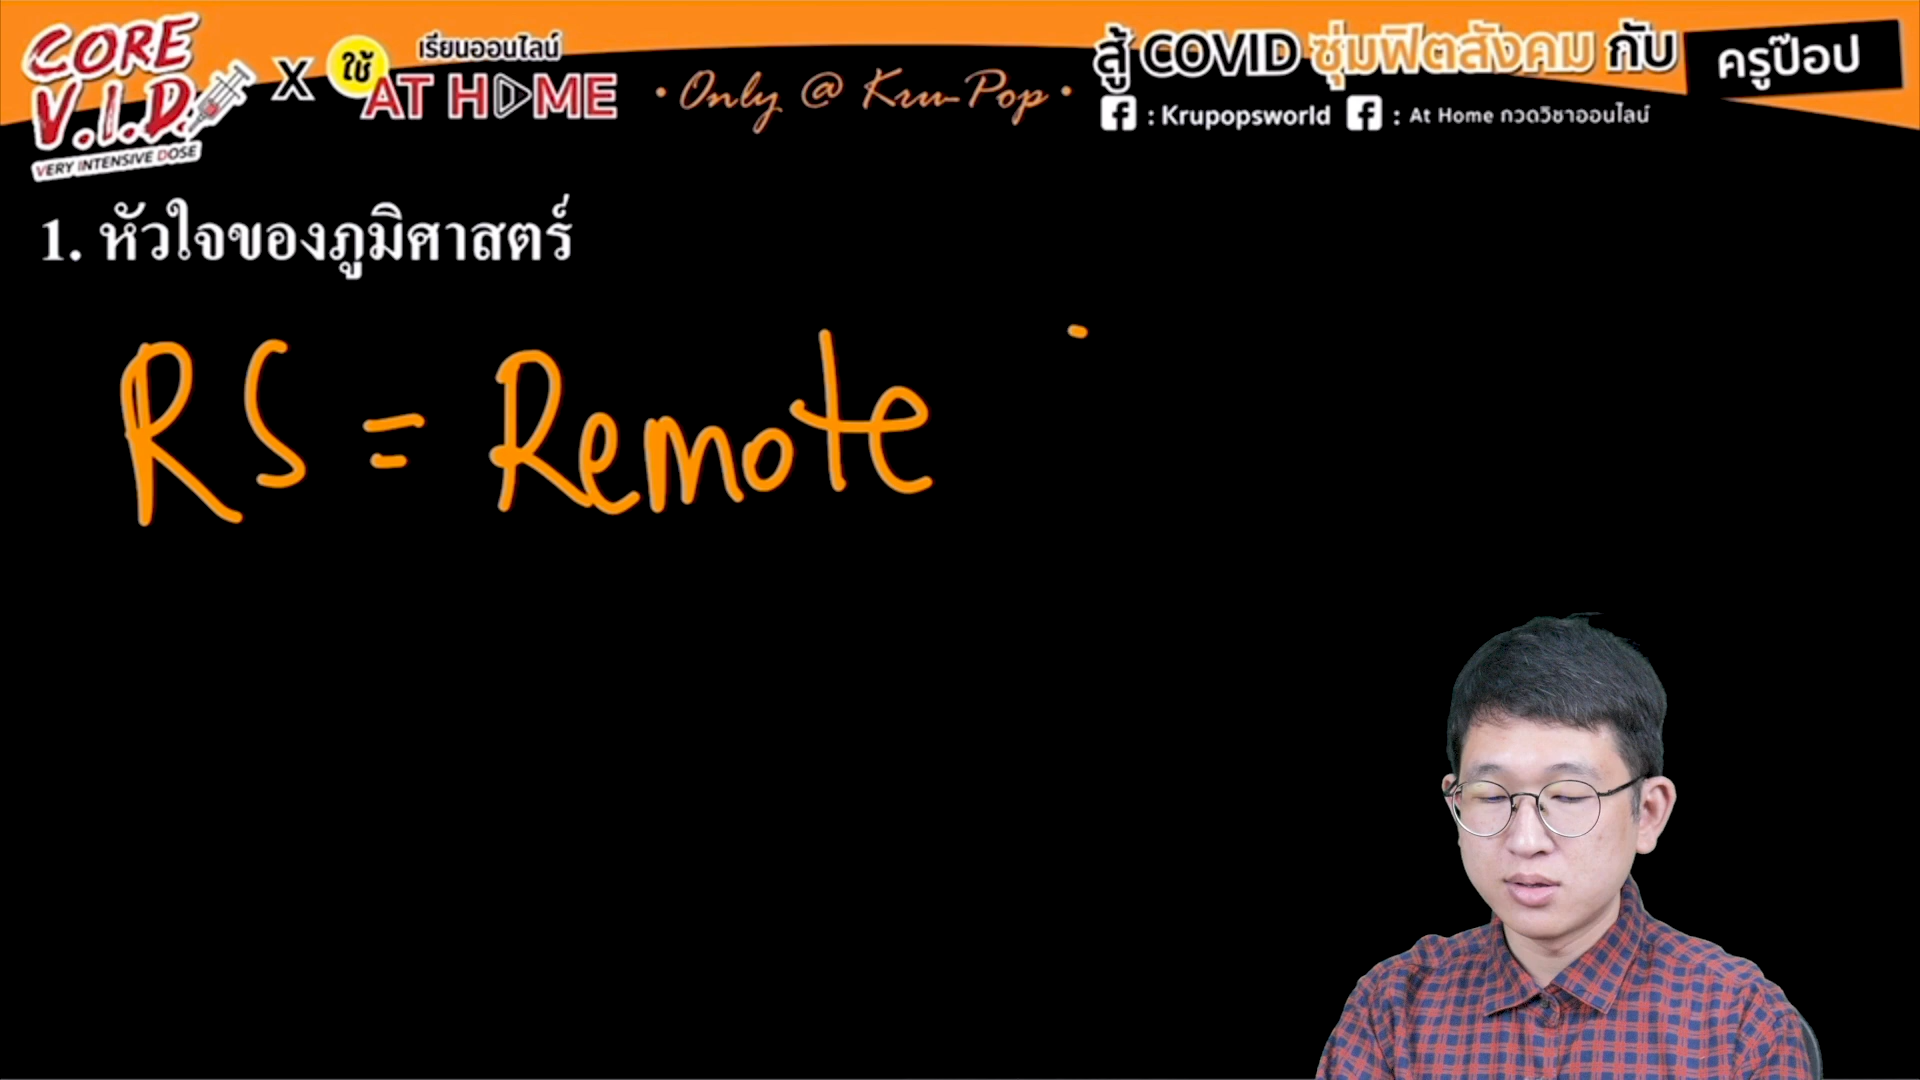 CORE
V.I.D.
VERY INTENSIVE DOSE
X
ใช้
เรียนออนไลน์
AT HOME
• Only @ Kru-Pop •
สู้ COVID ซุ่มฟิตสังคม กับ ครูป๊อป
: Krupopsworld : At Home กวดวิชาออนไลน์
1. หัวใจของภูมิศาสตร์
RS = Remote